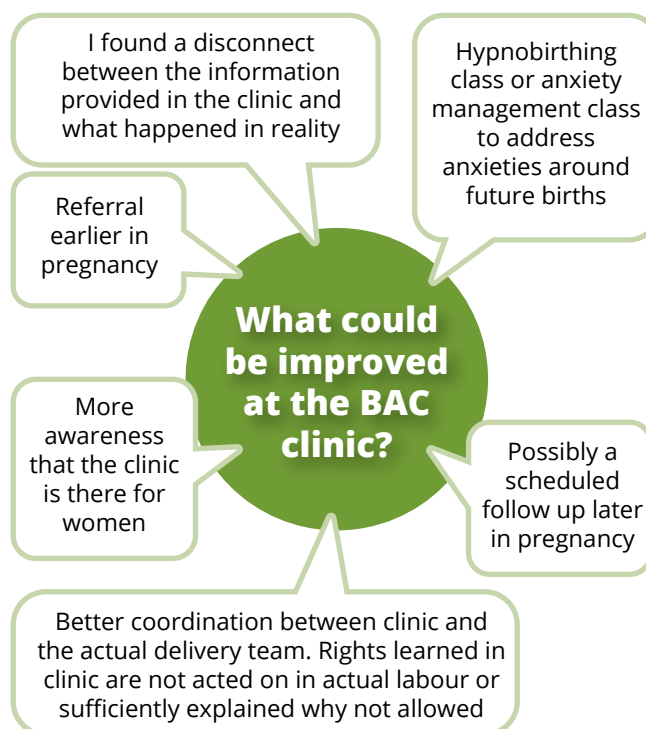 I found a disconnect
between the information
provided in the clinic and
what happened in reality
Hypnobirthing
class or anxiety
management class
to address
anxieties around
future births
Referral
earlier in
pregnancy
What could
be improved
at the BAC
clinic?
More
awareness
that the clinic
is there for
women
Possibly a
scheduled
follow up later
in pregnancy
Better coordination between clinic and
the actual delivery team. Rights learned in
clinic are not acted on in actual labour or
sufficiently explained why not allowed